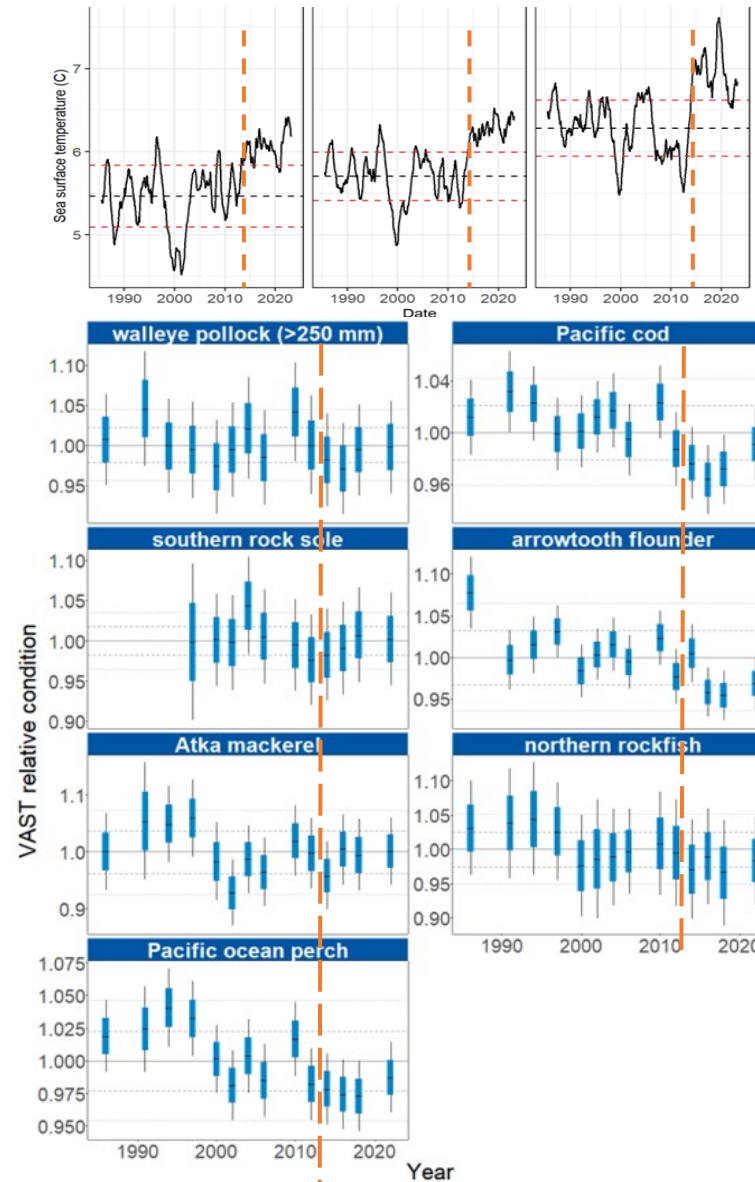 Sea surface temperature (C)
7
6
5
1990 2000 2010 2020 1990 2000 2010 2020 1990 2000 2010 2020
Date
VAST relative condition
walleye pollock (>250 mm)
1.10
1.05
1.00
0.95
Pacific cod
1.04
1.00
0.96
southern rock sole
1.10
1.05
1.00
0.95
0.90
arrowtooth flounder
1.10
1.05
1.00
0.95
Atka mackerel
1.1
1.0
0.9
northern rockfish
1.10
1.05
1.00
0.95
0.90
1990 2000 2010 2020
Pacific ocean perch
1.075
1.050
1.025
1.000
0.975
0.950
1990 2000 2010 2020
Year